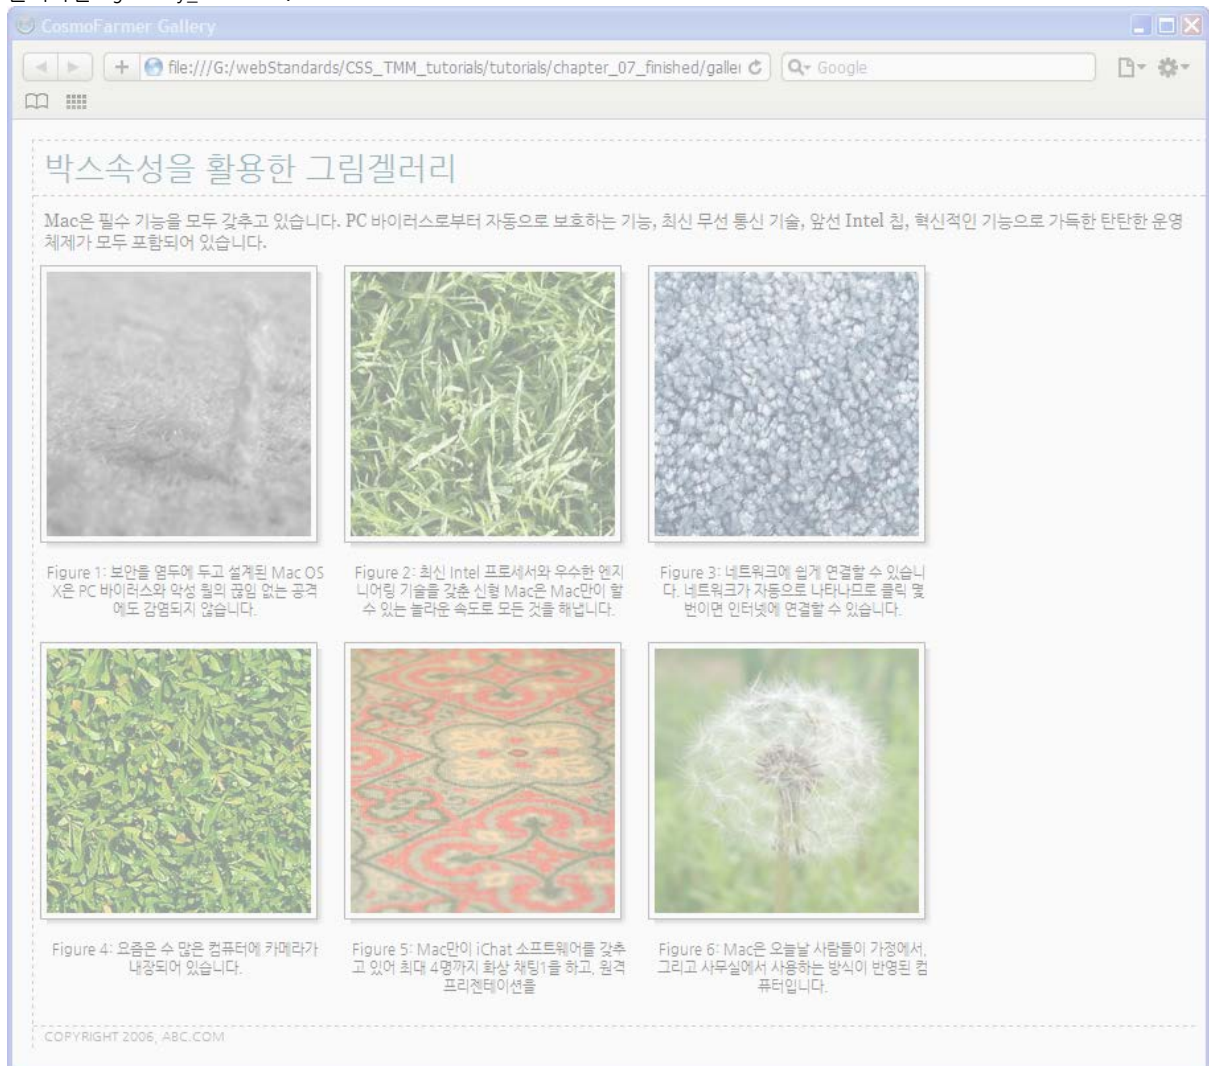 CosmoFarmer Gallery
file:///G:/webStandards/CSS_TMM_tutorials/tutorials/chapter_07_finished/galler
Google
박스속성을 활용한 그림겔러리
Mac은 필수 기능을 모두 갖추고 있습니다. PC 바이러스로부터 자동으로 보호하는 기능, 최신 무선 통신 기술, 앞선 Intel 칩, 혁신적인 기능으로 가득한 탄탄한 운영
체제가 모두 포함되어 있습니다.
Figure 1: 보안을 염두에 두고 설계된 Mac OS
X은 PC 바이러스와 악성 웜의 끊임 없는 공격
에도 감염되지 않습니다.
Figure 2: 최신 Intel 프로세서와 우수한 엔지
니어링 기술을 갖춘 신형 Mac은 Mac만이 할
수 있는 놀라운 속도로 모든 것을 해냅니다.
Figure 3: 네트워크에 쉽게 연결할 수 있습니
다. 네트워크가 자동으로 나타나므로 클릭 몇
번이면 인터넷에 연결할 수 있습니다.
Figure 4: 요즘은 수 많은 컴퓨터에 카메라가
내장되어 있습니다.
Figure 5: Mac만이 iChat 소프트웨어를 갖추
고 있어 최대 4명까지 화상 채팅1을 하고, 원격
프리젠테이션을
Figure 6: Mac은 오늘날 사람들이 가정에서,
그리고 사무실에서 사용하는 방식이 반영된 컴
퓨터입니다.
COPYRIGHT 2006, ABC.COM